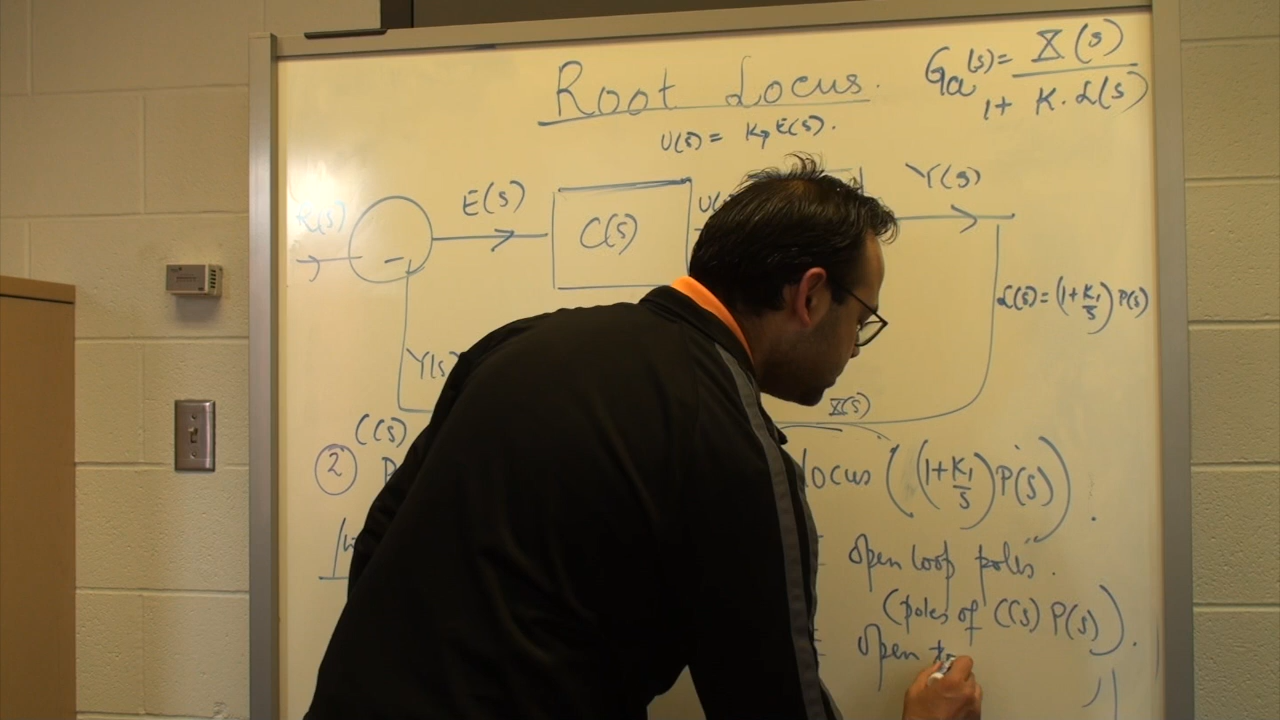 Root Locus.
Ga(s) = X(s) / 1 + K.L(s)
U(s) = Kp E(s).
R(s)
E(s)
C(s)
Y(s)
-
L(s) = (1+K1/s) P(s)
Y(s)
X(s)
C(s)
2
locus ((1+K1/s) P(s)).
open loop poles.
(poles of C(s) P(s)).
open